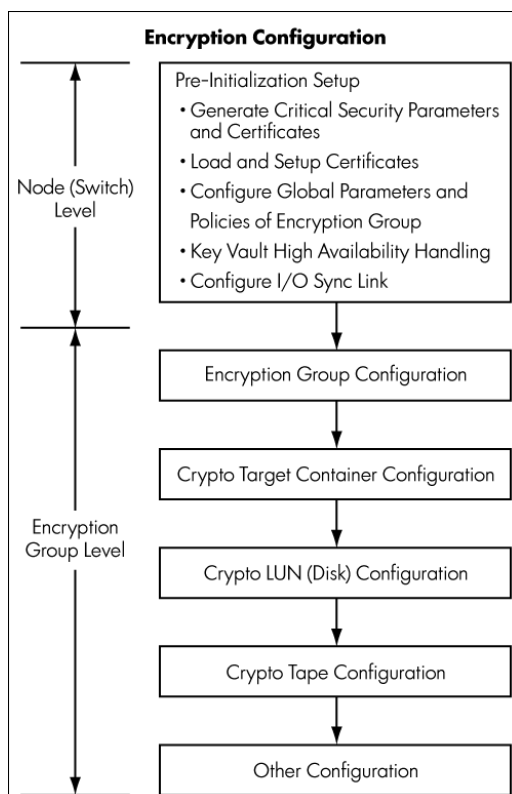 Encryption Configuration
Node (Switch)
Level
Pre-Initialization Setup
• Generate Critical Security Parameters
and Certificates
• Load and Setup Certificates
• Configure Global Parameters and
Policies of Encryption Group
• Key Vault High Availability Handling
• Configure I/O Sync Link
Encryption
Group Level
Encryption Group Configuration
Crypto Target Container Configuration
Crypto LUN (Disk) Configuration
Crypto Tape Configuration
Other Configuration